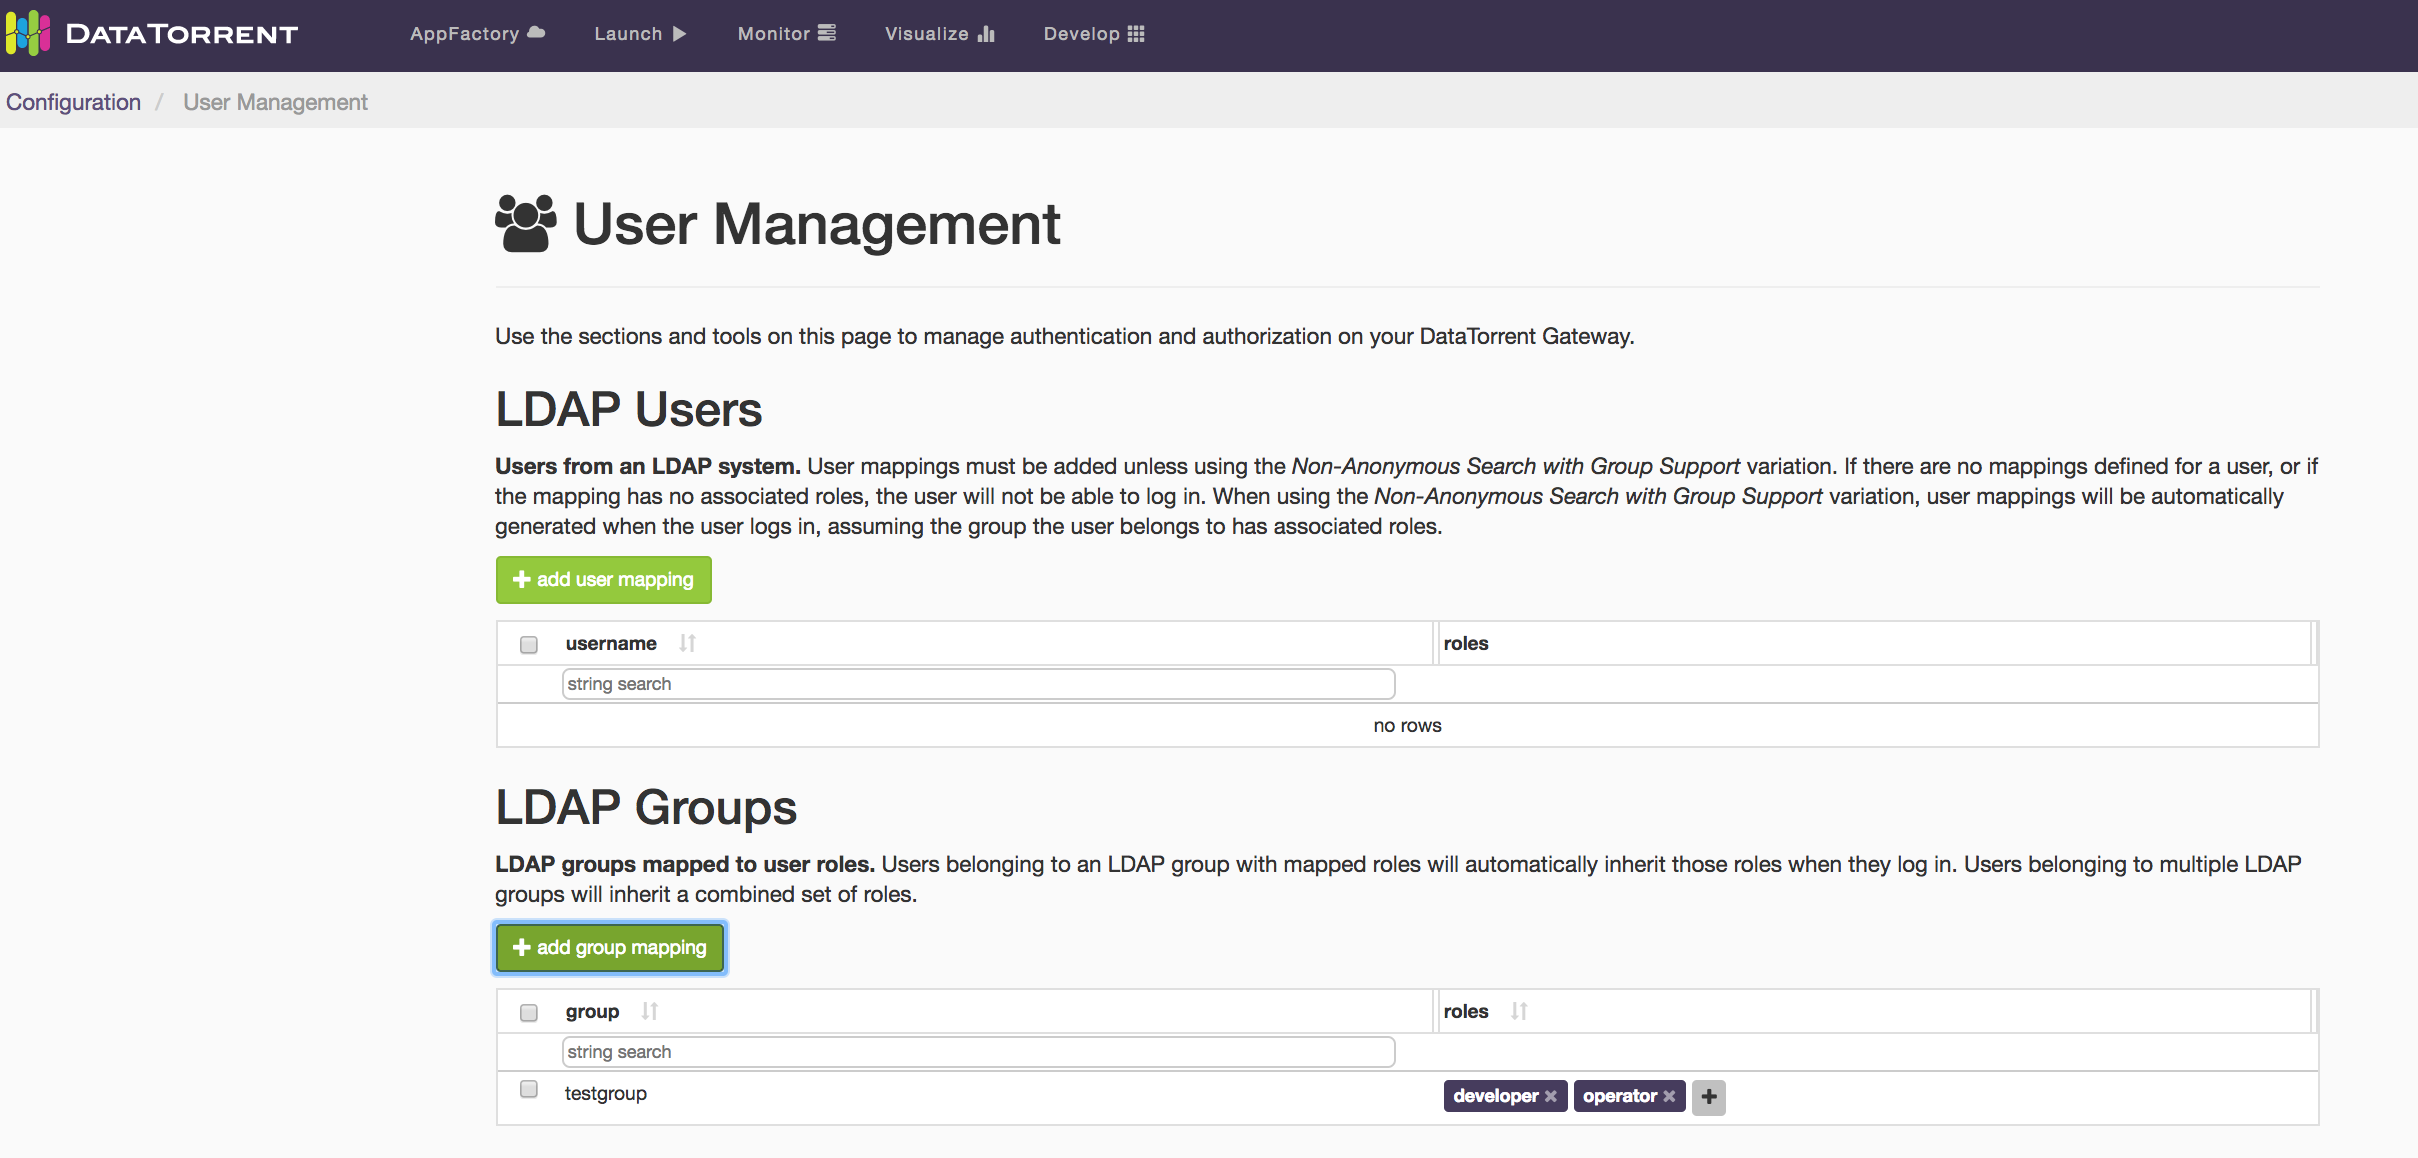 DATATORRENT
AppFactory Launch Monitor Visualize Develop
Configuration / User Management
User Management
Use the sections and tools on this page to manage authentication and authorization on your DataTorrent Gateway.
LDAP Users
Users from an LDAP system. User mappings must be added unless using the Non-Anonymous Search with Group Support variation. If there are no mappings defined for a user, or if
the mapping has no associated roles, the user will not be able to log in. When using the Non-Anonymous Search with Group Support variation, user mappings will be automatically
generated when the user logs in, assuming the group the user belongs to has associated roles.
add user mapping
username roles
string search
no rows
LDAP Groups
LDAP groups mapped to user roles. Users belonging to an LDAP group with mapped roles will automatically inherit those roles when they log in. Users belonging to multiple LDAP
groups will inherit a combined set of roles.
add group mapping
group roles
string search
testgroup developer operator